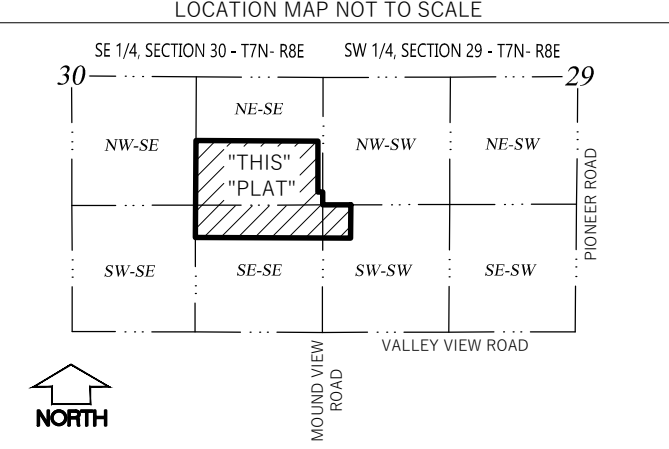 LOCATION MAP NOT TO SCALE
SE 1/4, SECTION 30 - T7N- R8E
SW 1/4, SECTION 29 - T7N- R8E
30
29
NE-SE
NW-SE
NW-SW
NE-SW
"THIS"
"PLAT"
PIONEER ROAD
SW-SE
SE-SE
SW-SW
SE-SW
VALLEY VIEW ROAD
MOUND VIEW
ROAD
NORTH